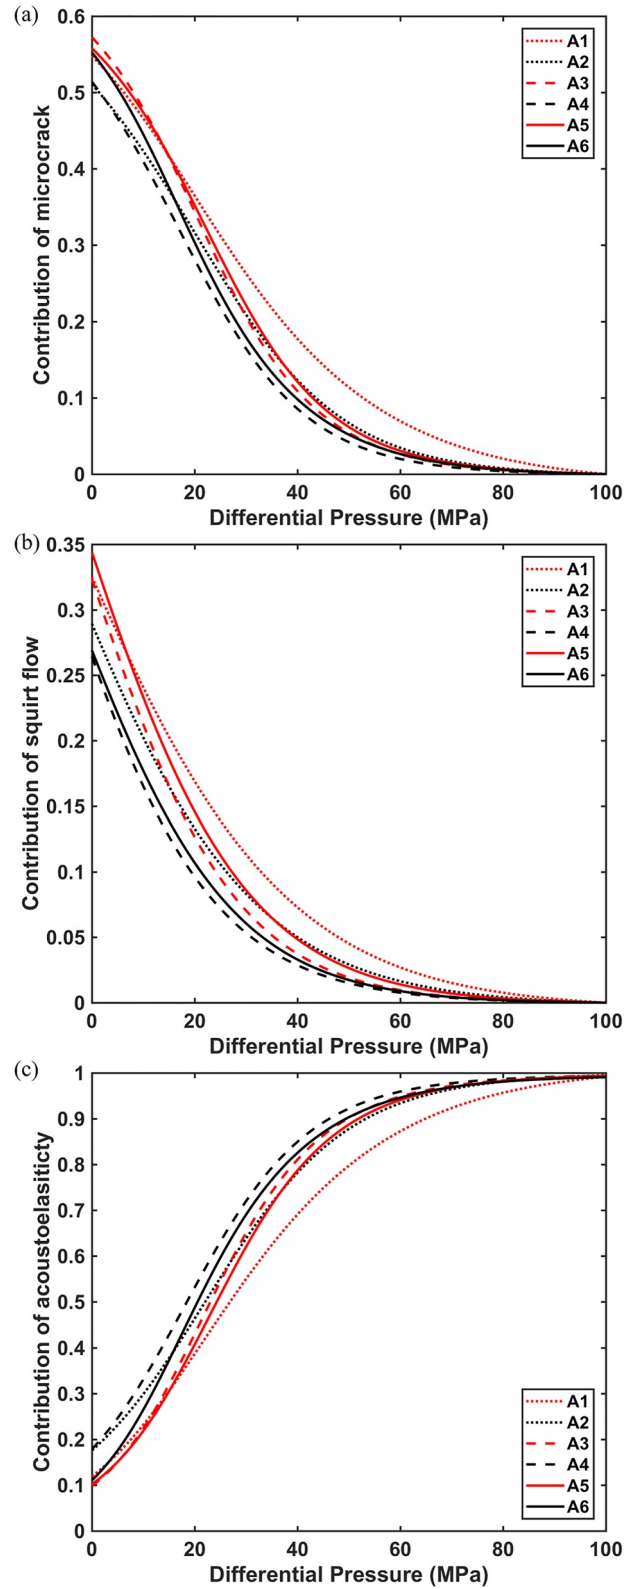 (a)
0.6
0.5
0.4
0.3
0.2
0.1
0
Contribution of microcrack
A1
A2
A3
A4
A5
A6
0 20 40 60 80 100
Differential Pressure (MPa)
(b)
0.35
0.3
0.25
0.2
0.15
0.1
0.05
0
Contribution of squirt flow
A1
A2
A3
A4
A5
A6
0 20 40 60 80 100
Differential Pressure (MPa)
(c)
1
0.9
0.8
0.7
0.6
0.5
0.4
0.3
0.2
0.1
0
Contribution of acoustoelasiticty
A1
A2
A3
A4
A5
A6
0 20 40 60 80 100
Differential Pressure (MPa)